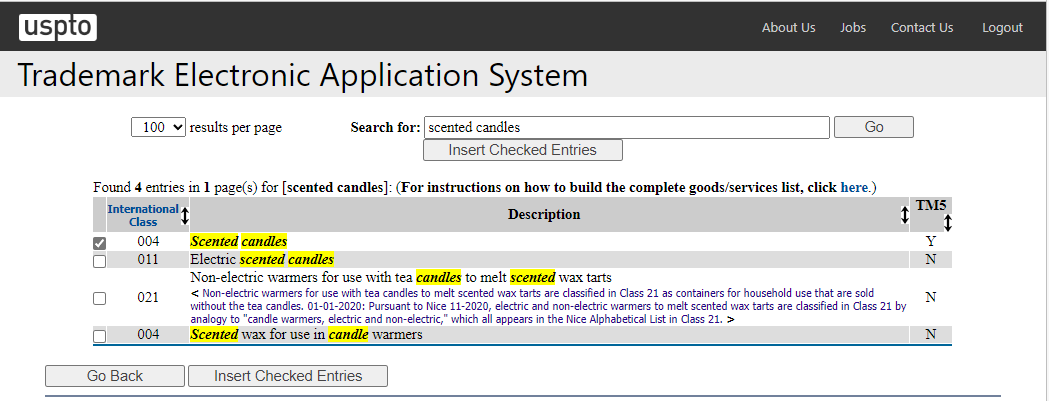 uspto
About Us Jobs Contact Us Logout
Trademark Electronic Application System
100 results per page Search for: scented candles Go
Insert Checked Entries
Found 4 entries in 1 page(s) for [scented candles]: (For instructions on how to build the complete goods/services list, click here.)
International Class Description TM5
004 Scented candles Y
011 Electric scented candles N
Non-electric warmers for use with tea candles to melt scented wax tarts
021 < Non-electric warmers for use with tea candles to melt scented wax tarts are classified in Class 21 as containers for household use that are sold
without the tea candles. 01-01-2020: Pursuant to Nice 11-2020, electric and non-electric warmers to melt scented wax tarts are classified in Class 21 by
analogy to "candle warmers, electric and non-electric," which all appears in the Nice Alphabetical List in Class 21. > N
004 Scented wax for use in candle warmers N
Go Back Insert Checked Entries